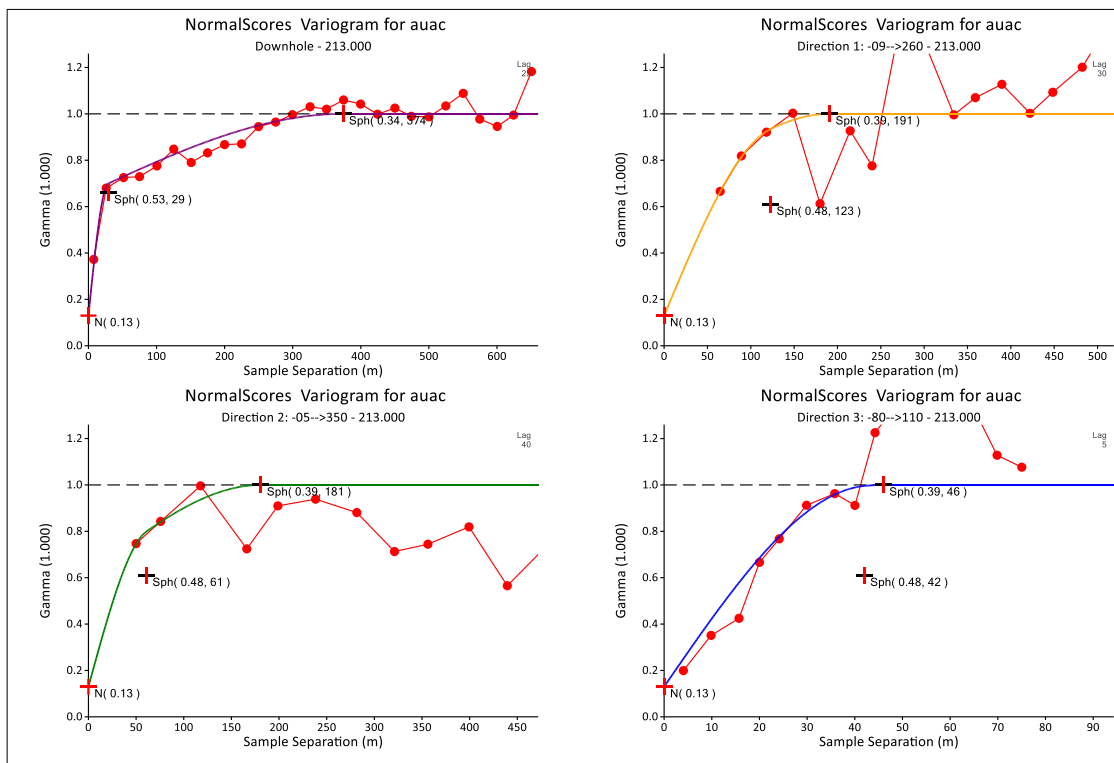 NormalScores Variogram for auac
Downhole - 213.000
Lag
25
Gamma (1.000)
1.2
1.0
0.8
0.6
0.4
0.2
0.0
Sph( 0.34, 374 )
Sph( 0.53, 29 )
N( 0.13 )
0 100 200 300 400 500 600
Sample Separation (m)
NormalScores Variogram for auac
Direction 1: -09-->260 - 213.000
Lag
30
Gamma (1.000)
1.2
1.0
0.8
0.6
0.4
0.2
0.0
Sph( 0.39, 191 )
Sph( 0.48, 123 )
N( 0.13 )
0 50 100 150 200 250 300 350 400 450 500
Sample Separation (m)
NormalScores Variogram for auac
Direction 2: -05-->350 - 213.000
Lag
40
Gamma (1.000)
1.2
1.0
0.8
0.6
0.4
0.2
0.0
Sph( 0.39, 181 )
Sph( 0.48, 61 )
N( 0.13 )
0 50 100 150 200 250 300 350 400 450
Sample Separation (m)
NormalScores Variogram for auac
Direction 3: -80-->110 - 213.000
Lag
5
Gamma (1.000)
1.2
1.0
0.8
0.6
0.4
0.2
0.0
Sph( 0.39, 46 )
Sph( 0.48, 42 )
N( 0.13 )
0 10 20 30 40 50 60 70 80 90
Sample Separation (m)